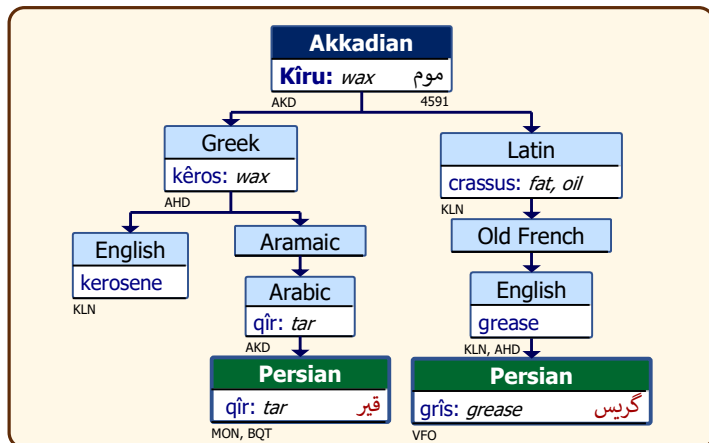 Akkadian
Kîru: wax موم
AKD 4591
Greek
kêros: wax
AHD
Latin
crassus: fat, oil
KLN
English
kerosene
KLN
Aramaic
Old French
Arabic
qîr: tar
AKD
English
grease
KLN, AHD
Persian
qîr: tar قیر
MON, BQT
Persian
grîs: grease گریس
VFO